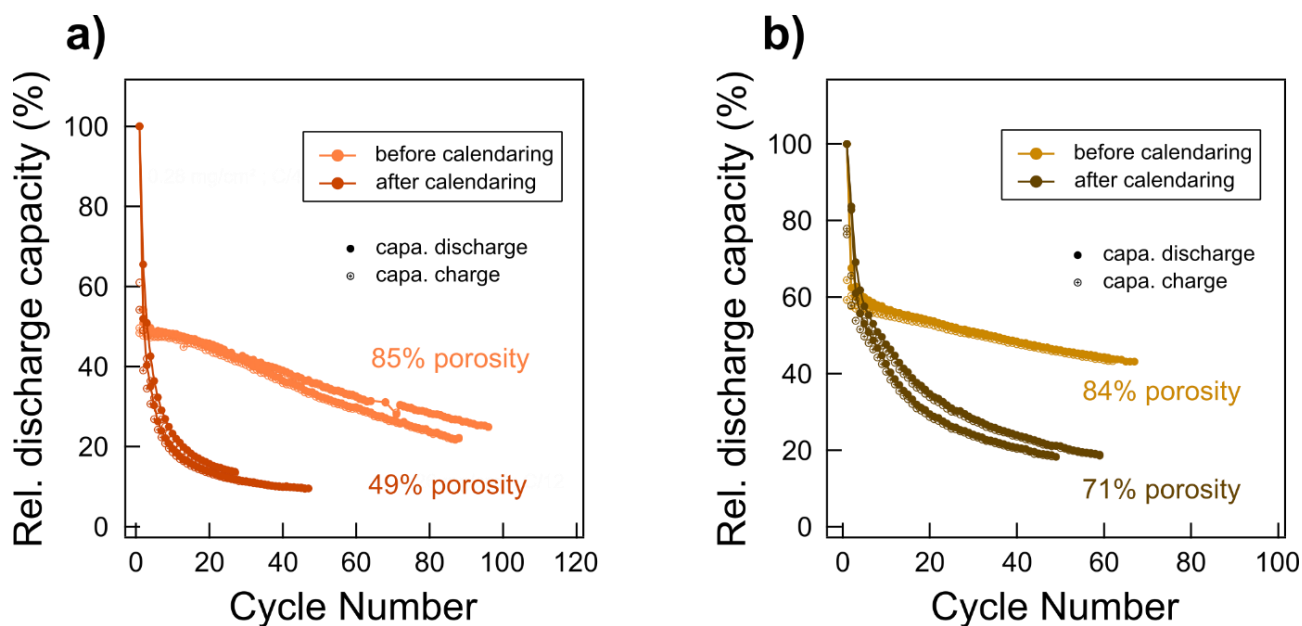 a)
Rel. discharge capacity (%)
100
80
60
40
20
0
before calendaring
after calendaring
capa. discharge
capa. charge
85% porosity
49% porosity
0 20 40 60 80 100 120
Cycle Number
b)
Rel. discharge capacity (%)
100
80
60
40
20
0
before calendaring
after calendaring
capa. discharge
capa. charge
84% porosity
71% porosity
0 20 40 60 80 100
Cycle Number